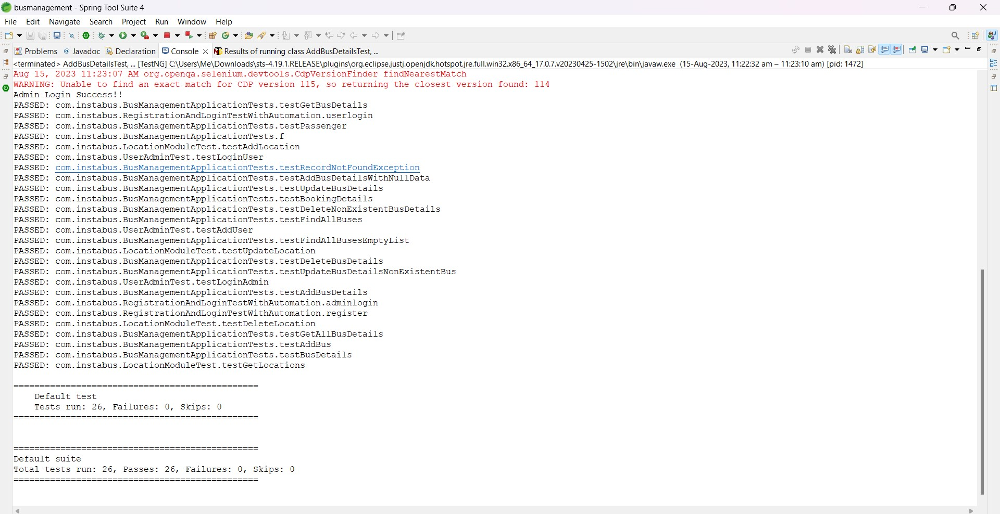 busmanagement - Spring Tool Suite 4
File Edit Navigate Search Project Run Window Help
Problems Javadoc Declaration Console Results of running class AddBusDetailsTest, ...
<terminated> AddBusDetailsTest, ... [TestNG] C:\Users\Me\Downloads\sts-4.19.1.RELEASE\plugins\org.eclipse.justj.openjdk.hotspot.jre.full.win32.x86_64_17.0.7.v20230425-1502\jre\bin\javaw.exe (15-Aug-2023, 11:22:32 am – 11:23:10 am) [pid: 1472]
Aug 15, 2023 11:23:07 AM org.openqa.selenium.devtools.CdpVersionFinder findNearestMatch
WARNING: Unable to find an exact match for CDP version 115, so returning the closest version found: 114
Admin Login Success!!
PASSED: com.instabus.BusManagementApplicationTests.testGetBusDetails
PASSED: com.instabus.RegistrationAndLoginTestWithAutomation.userlogin
PASSED: com.instabus.BusManagementApplicationTests.testPassenger
PASSED: com.instabus.BusManagementApplicationTests.f
PASSED: com.instabus.LocationModuleTest.testAddLocation
PASSED: com.instabus.UserAdminTest.testLoginUser
PASSED: com.instabus.BusManagementApplicationTests.testRecordNotFoundException
PASSED: com.instabus.BusManagementApplicationTests.testAddBusDetailsWithNullData
PASSED: com.instabus.BusManagementApplicationTests.testUpdateBusDetails
PASSED: com.instabus.BusManagementApplicationTests.testBookingDetails
PASSED: com.instabus.BusManagementApplicationTests.testDeleteNonExistentBusDetails
PASSED: com.instabus.BusManagementApplicationTests.testFindAllBuses
PASSED: com.instabus.UserAdminTest.testAddUser
PASSED: com.instabus.BusManagementApplicationTests.testFindAllBusesEmptyList
PASSED: com.instabus.LocationModuleTest.testUpdateLocation
PASSED: com.instabus.BusManagementApplicationTests.testDeleteBusDetails
PASSED: com.instabus.BusManagementApplicationTests.testUpdateBusDetailsNonExistentBus
PASSED: com.instabus.UserAdminTest.testLoginAdmin
PASSED: com.instabus.BusManagementApplicationTests.testAddBusDetails
PASSED: com.instabus.RegistrationAndLoginTestWithAutomation.adminlogin
PASSED: com.instabus.RegistrationAndLoginTestWithAutomation.register
PASSED: com.instabus.LocationModuleTest.testDeleteLocation
PASSED: com.instabus.BusManagementApplicationTests.testGetAllBusDetails
PASSED: com.instabus.BusManagementApplicationTests.testAddBus
PASSED: com.instabus.BusManagementApplicationTests.testBusDetails
PASSED: com.instabus.LocationModuleTest.testGetLocations
===============================================
Default test
Tests run: 26, Failures: 0, Skips: 0
===============================================
===============================================
Default suite
Total tests run: 26, Passes: 26, Failures: 0, Skips: 0
===============================================